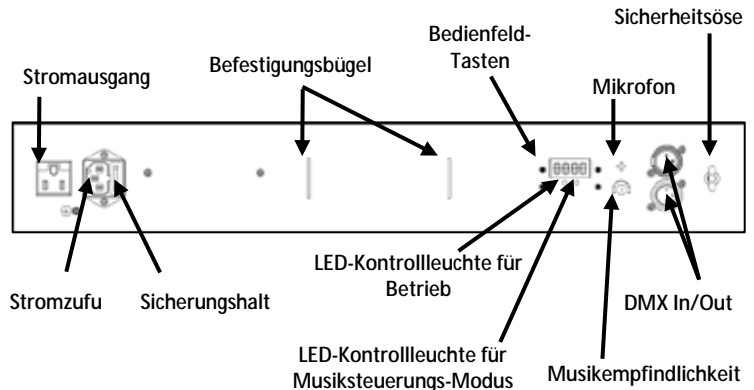 Sicherheitsöse
Bedienfeld-
Tasten
Befestigungsbügel
Stromausgang
Mikrofon
LED-Kontrollleuchte für
Betrieb
Stromzufu
Sicherungshalt
DMX In/Out
LED-Kontrollleuchte für
Musiksteuerungs-Modus
Musikempfindlichkeit